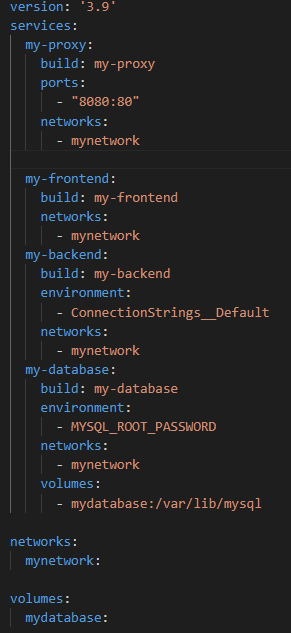 version: '3.9'
services:
  my-proxy:
    build: my-proxy
    ports:
      - "8080:80"
    networks:
      - mynetwork

  my-frontend:
    build: my-frontend
    networks:
      - mynetwork
  my-backend:
    build: my-backend
    environment:
      - ConnectionStrings__Default
    networks:
      - mynetwork
  my-database:
    build: my-database
    environment:
      - MYSQL_ROOT_PASSWORD
    networks:
      - mynetwork
    volumes:
      - mydatabase:/var/lib/mysql

networks:
  mynetwork:

volumes:
  mydatabase: